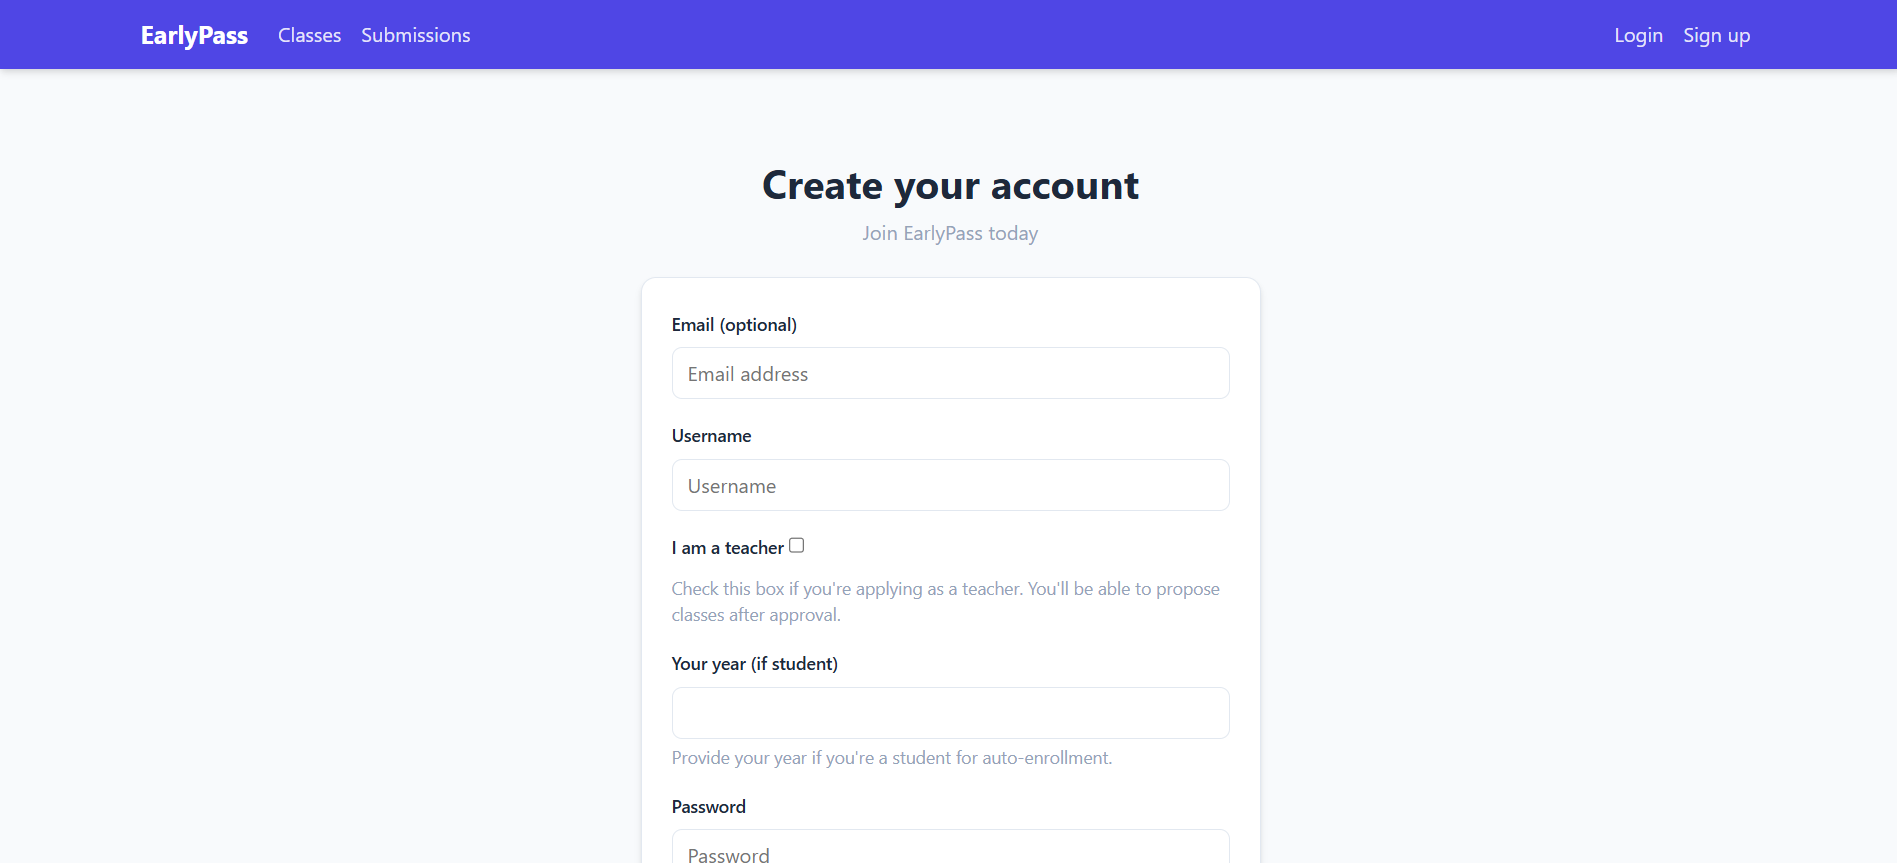 EarlyPass Classes Submissions Login Sign up
Create your account
Join EarlyPass today
Email (optional)
Email address
Username
Username
I am a teacher
Check this box if you're applying as a teacher. You'll be able to propose
classes after approval.
Your year (if student)
Provide your year if you're a student for auto-enrollment.
Password
Password